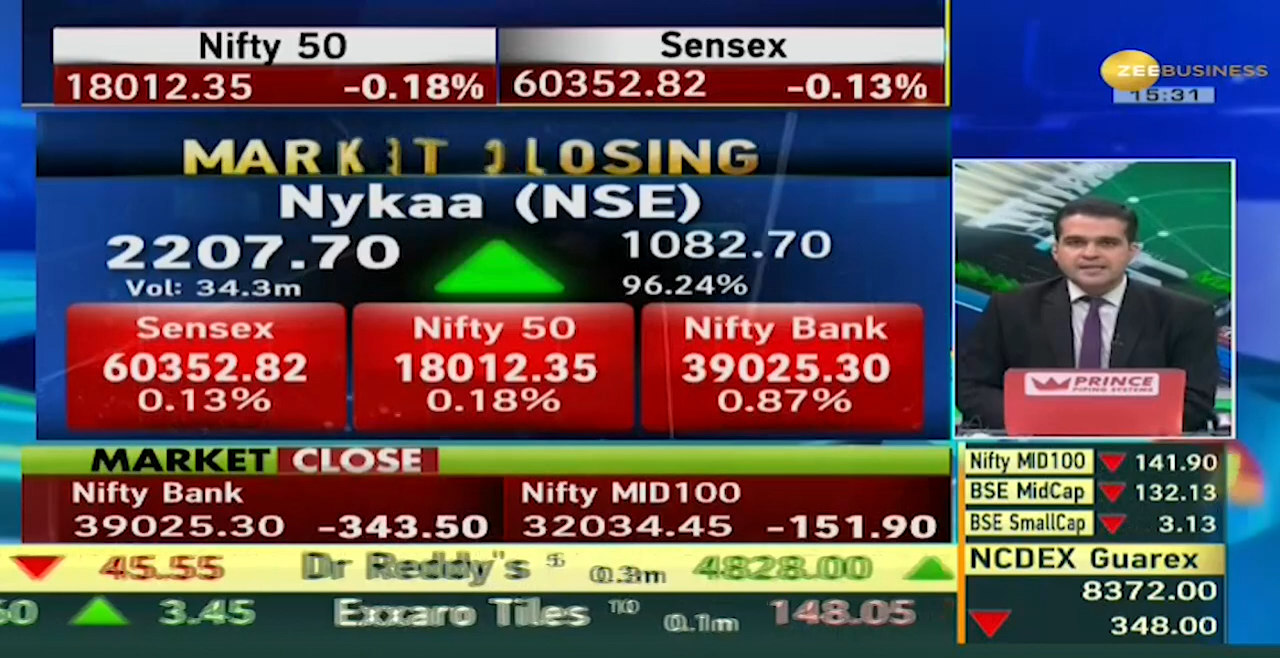 Nifty 50 Sensex
18012.35 -0.18% 60352.82 -0.13%
ZEEBUSINESS
15:31
MARKET CLOSING
Nykaa (NSE)
2207.70 1082.70
Vol: 34.3m 96.24%
Sensex Nifty 50 Nifty Bank
60352.82 18012.35 39025.30
0.13% 0.18% 0.87%
PRINCE
PIPING SYSTEMS
MARKET CLOSE
Nifty Bank Nifty MID100
39025.30 -343.50 32034.45 -151.90
Nifty MID100 141.90
BSE MidCap 132.13
BSE SmallCap 3.13
NCDEX Guarex
8372.00
348.00
45.55 Dr Reddy"s 0.3m 4828.00
3.45 Exxaro Tiles 0.1m 148.05